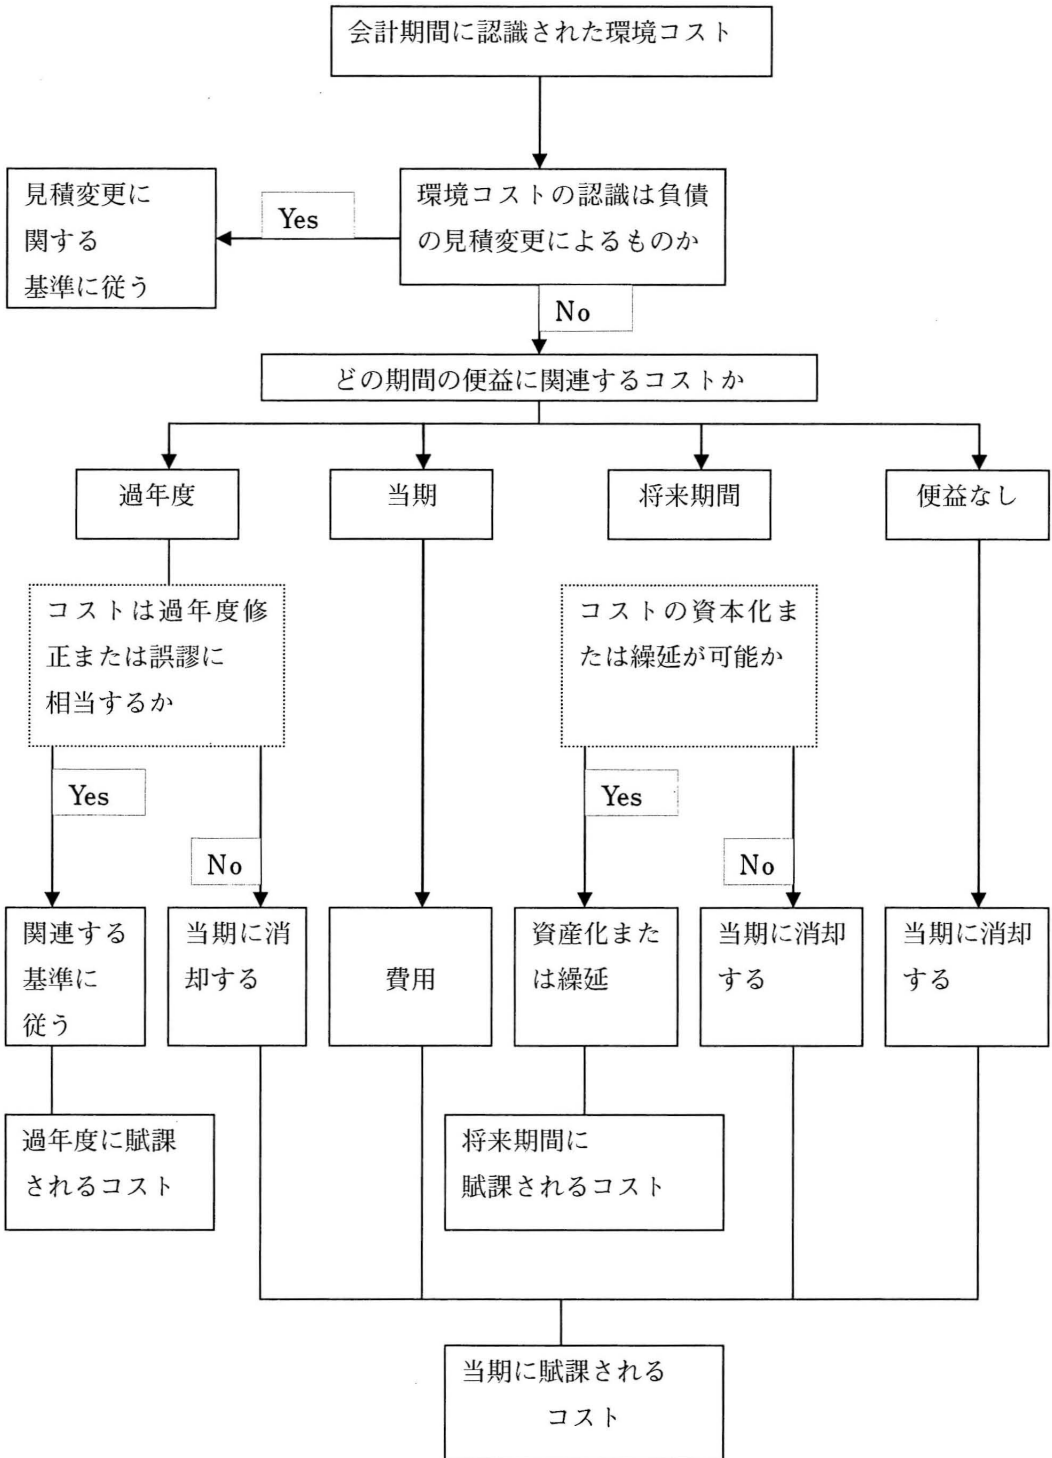 会計期間に認識された環境コスト
見積変更に
関する
基準に従う
Yes
環境コストの認識は負債
の見積変更によるものか
No
どの期間の便益に関連するコストか
過年度
当期
将来期間
便益なし
コストは過年度修
正または誤謬に
相当するか
コストの資本化ま
たは繰延が可能か
Yes
No
Yes
No
関連する
基準に
従う
当期に消
却する
費用
資産化また
は繰延
当期に消却
する
当期に消却
する
過年度に賦課
されるコスト
将来期間に
賦課されるコスト
当期に賦課される
コスト